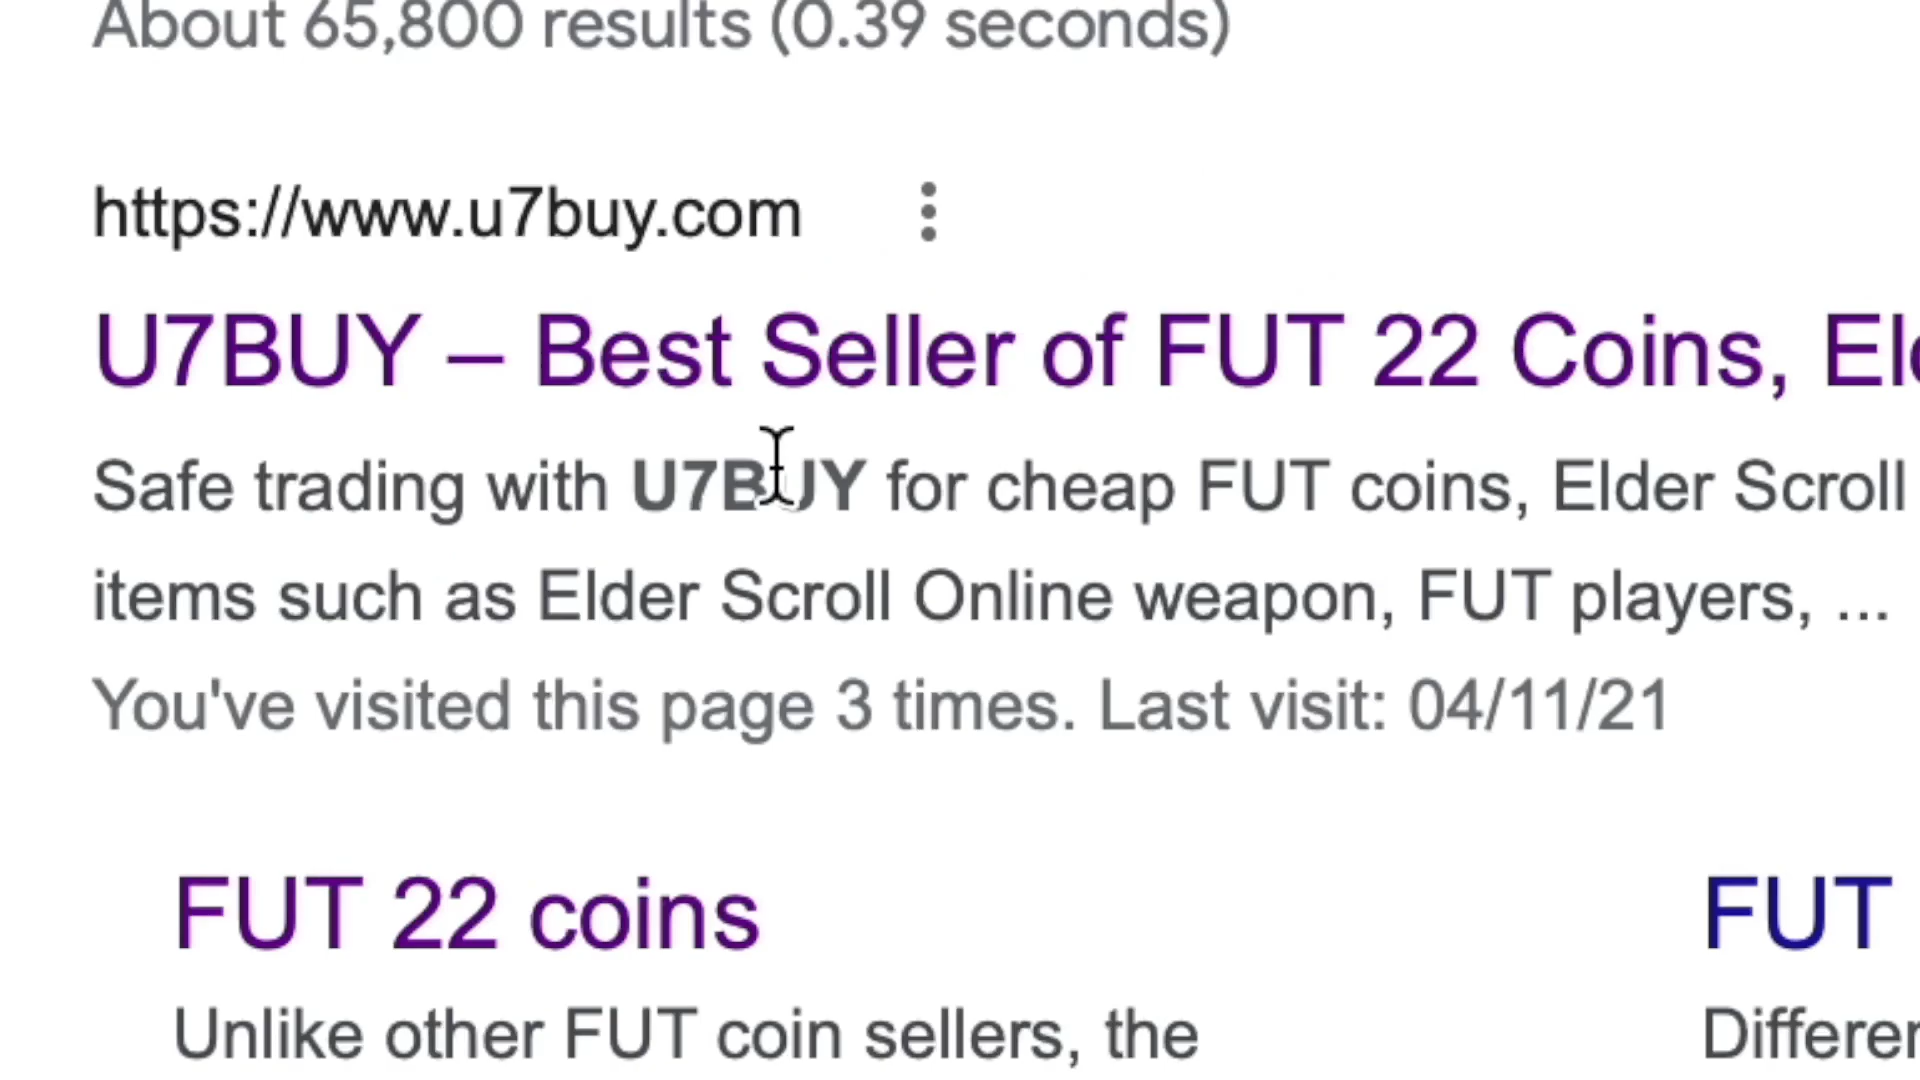 About 65,800 results (0.39 seconds)
https://www.u7buy.com
U7BUY – Best Seller of FUT 22 Coins,
Safe trading with U7BUY for cheap FUT coins, Elder Scroll
items such as Elder Scroll Online weapon, FUT players, ...
You've visited this page 3 times. Last visit: 04/11/21
FUT 22 coins
FUT
Unlike other FUT coin sellers, the